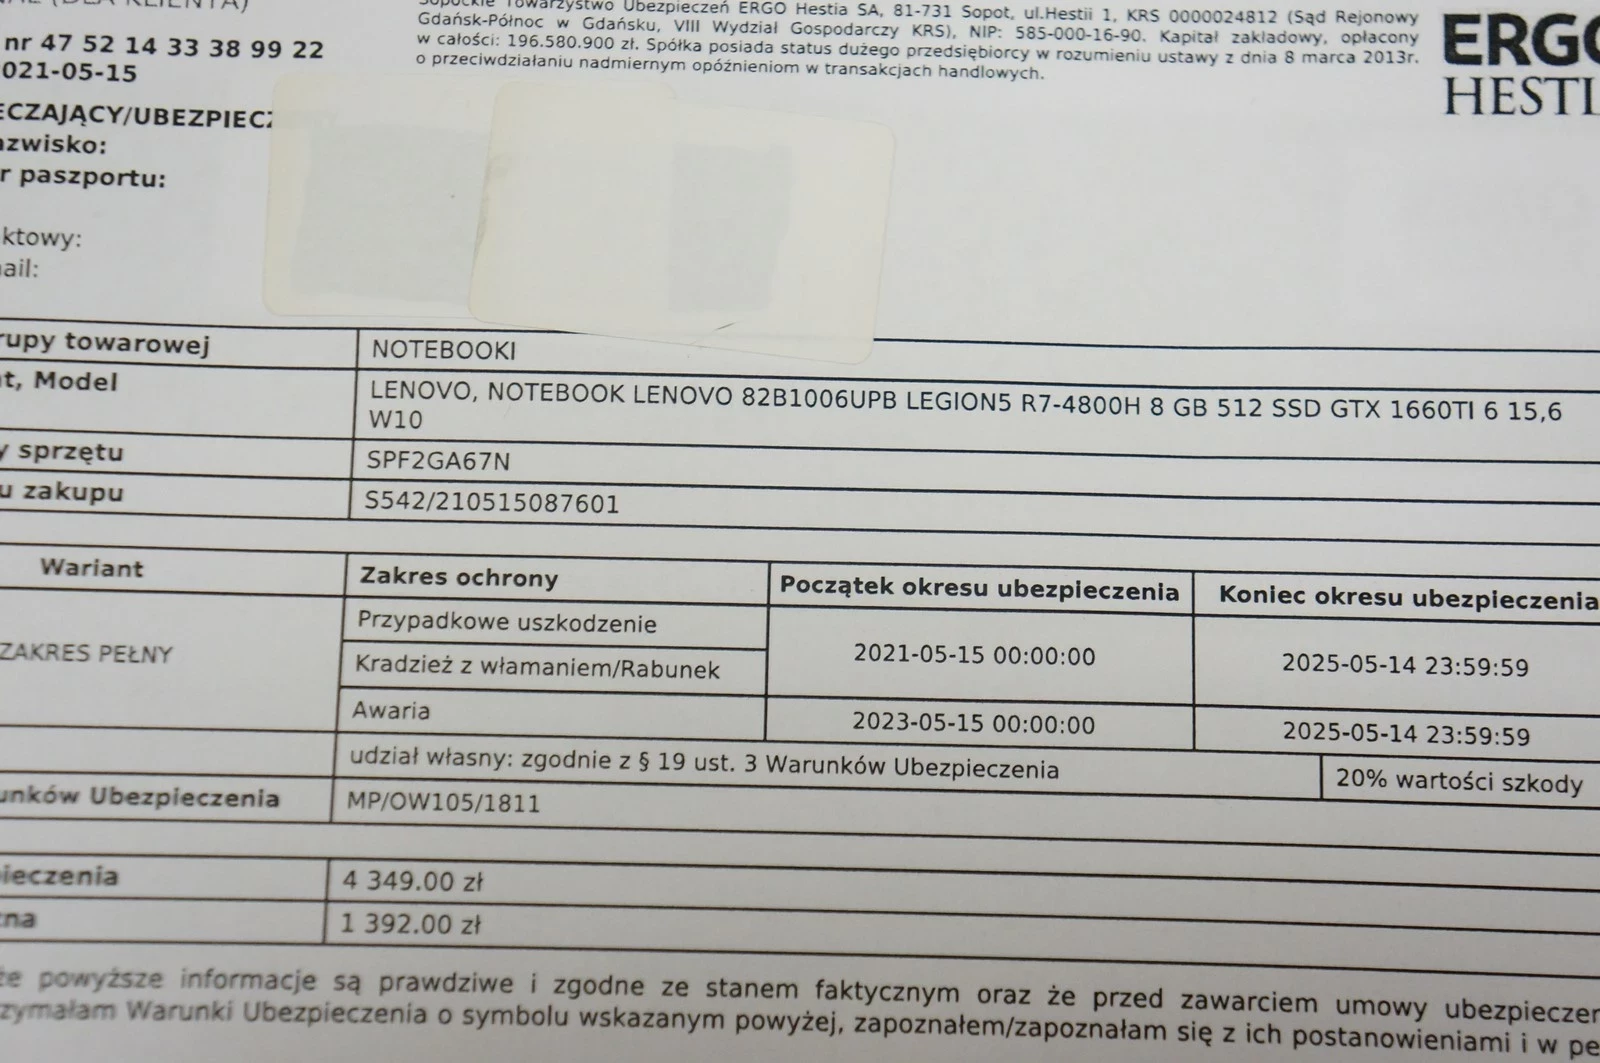 (DLA KLIENTA)
Sopockie Towarzystwo Ubezpieczeń ERGO Hestia SA, 81-731 Sopot, ul.Hestii 1, KRS 0000024812 (Sąd Rejonowy
Gdańsk-Północ w Gdańsku, VIII Wydział Gospodarczy KRS), NIP: 585-000-16-90. Kapitał zakładowy, opłacony
w całości: 196.580.900 zł. Spółka posiada status dużego przedsiębiorcy w rozumieniu ustawy z dnia 8 marca 2013r.
o przeciwdziałaniu nadmiernym opóźnieniom w transakcjach handlowych.
ERGO
HESTI
nr 47 52 14 33 38 99 22
021-05-15
ECZAJĄCY/UBEZPIECZ
azwisko:
r paszportu:
ktowy:
ail:
rupy towarowej NOTEBOOKI
t, Model LENOVO, NOTEBOOK LENOVO 82B1006UPB LEGION5 R7-4800H 8 GB 512 SSD GTX 1660TI 6 15,6
W10
y sprzętu SPF2GA67N
u zakupu S542/210515087601
Wariant Zakres ochrony Początek okresu ubezpieczenia Koniec okresu ubezpieczenia
ZAKRES PEŁNY Przypadkowe uszkodzenie 2021-05-15 00:00:00 2025-05-14 23:59:59
Kradzież z włamaniem/Rabunek
Awaria 2023-05-15 00:00:00 2025-05-14 23:59:59
udział własny: zgodnie z § 19 ust. 3 Warunków Ubezpieczenia 20% wartości szkody
unków Ubezpieczenia MP/OW105/1811
ieczenia 4 349.00 zł
zna 1 392.00 zł
że powyższe informacje są prawdziwe i zgodne ze stanem faktycznym oraz że przed zawarciem umowy ubezpieczen
zymałam Warunki Ubezpieczenia o symbolu wskazanym powyżej, zapoznałem/zapoznałam się z ich postanowieniami i w pe